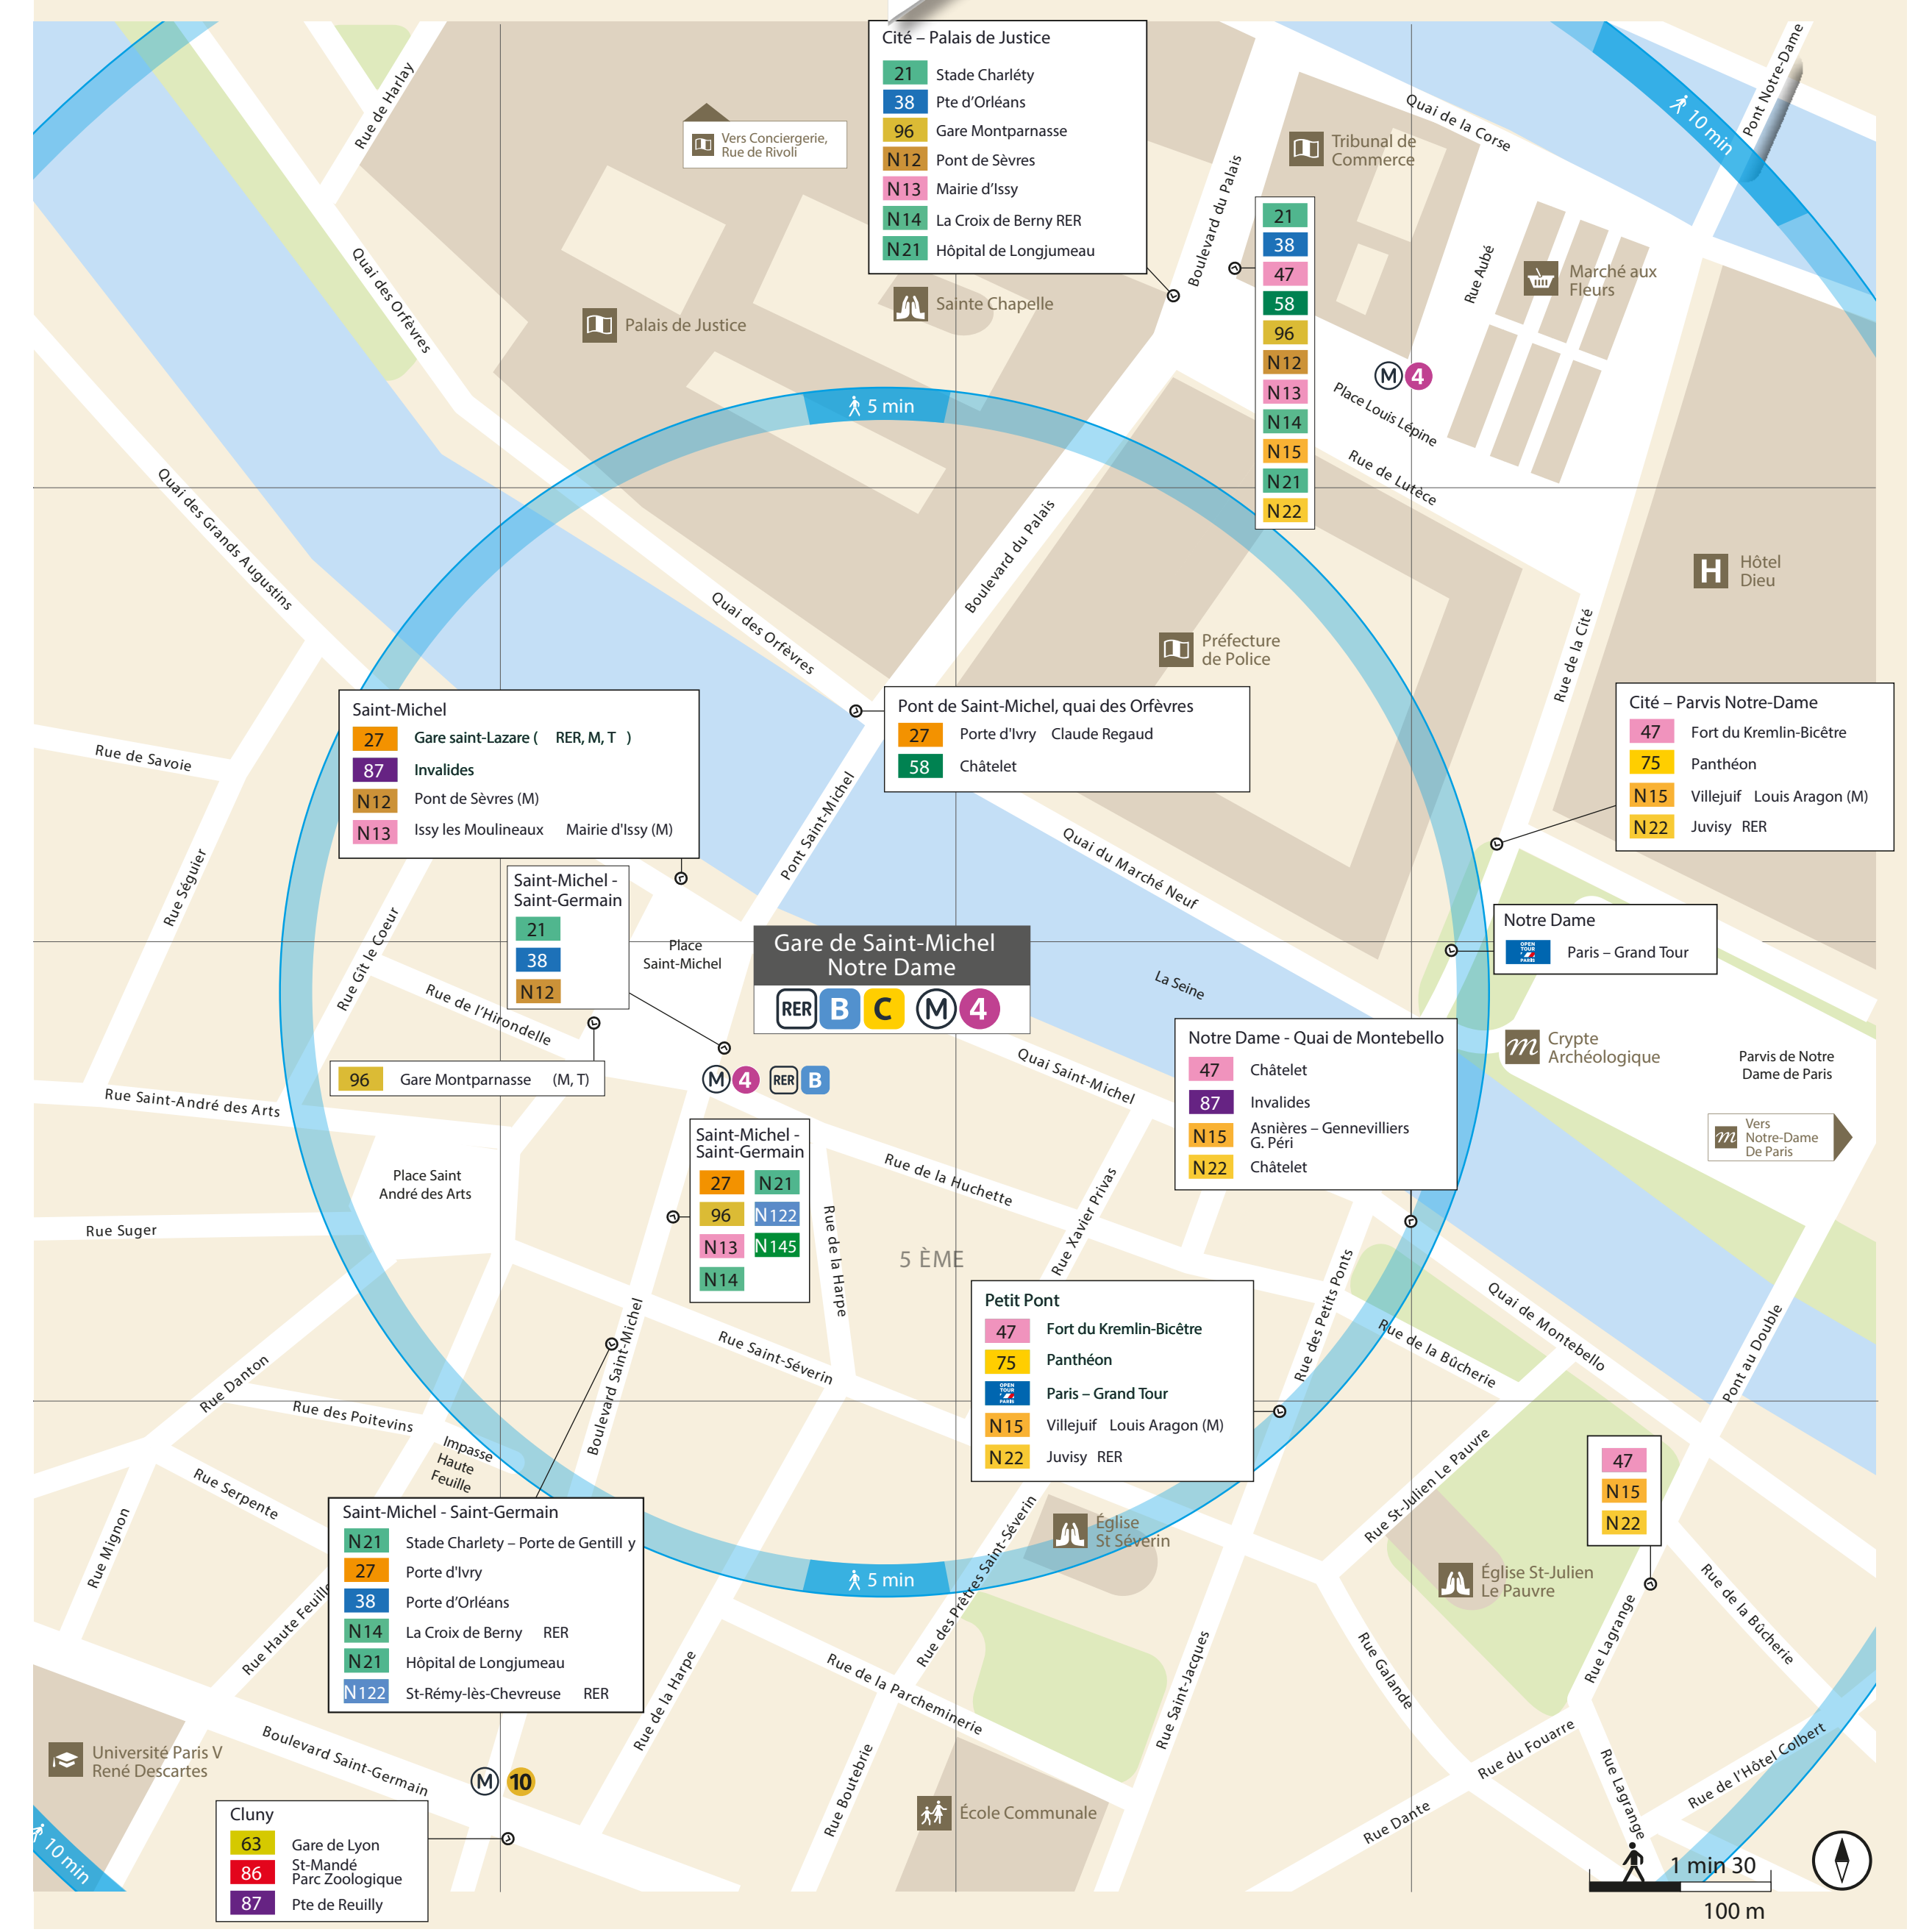 Cité – Palais de Justice
21 Stade Charléty
38 Pte d'Orléans
96 Gare Montparnasse
N12 Pont de Sèvres
N13 Mairie d'Issy
N14 La Croix de Berny RER
N21 Hôpital de Longjumeau
Rue de Harlay
Vers Conciergerie,
Rue de Rivoli
Tribunal de
Commerce
Quai de la Corse
Pont Notre-Dame
10 min
Boulevard du Palais
21
38
47
58
96
N12
N13
N14
N15
N21
N22
Rue Aubé
Marché aux
Fleurs
Quai des Orfèvres
Palais de Justice
Sainte Chapelle
M 4
Place Louis Lépine
Rue de Lutèce
5 min
Quai des Grands Augustins
Quai des Orfèvres
Boulevard du Palais
Préfecture
de Police
Hôtel
Dieu
H
Rue de la Cité
Saint-Michel
27 Gare saint-Lazare ( RER, M, T )
87 Invalides
N12 Pont de Sèvres (M)
N13 Issy les Moulineaux Mairie d'Issy (M)
Pont de Saint-Michel, quai des Orfèvres
27 Porte d'Ivry Claude Regaud
58 Châtelet
Cité – Parvis Notre-Dame
47 Fort du Kremlin-Bicêtre
75 Panthéon
N15 Villejuif Louis Aragon (M)
N22 Juvisy RER
Rue de Savoie
Rue Séguier
Pont Saint-Michel
Quai du Marché Neuf
Saint-Michel -
Saint-Germain
21
38
N12
Place
Saint-Michel
Gare de Saint-Michel
Notre Dame
RER B C M 4
La Seine
Notre Dame
OPEN TOUR PARIS Paris – Grand Tour
Rue Gît le Coeur
Rue de l'Hirondelle
96 Gare Montparnasse (M, T)
M 4 RER B
Quai Saint-Michel
Notre Dame - Quai de Montebello
47 Châtelet
87 Invalides
N15 Asnières – Gennevilliers
G. Péri
N22 Châtelet
Crypte
Archéologique
Parvis de Notre
Dame de Paris
Vers
Notre-Dame
De Paris
Rue Saint-André des Arts
Place Saint
André des Arts
Rue Suger
Saint-Michel -
Saint-Germain
27 N21
96 N122
N13 N145
N14
Rue de la Huchette
Rue de la Harpe
Rue Xavier Privas
5 ÈME
Rue des Petits Ponts
Petit Pont
47 Fort du Kremlin-Bicêtre
75 Panthéon
OPEN TOUR PARIS Paris – Grand Tour
N15 Villejuif Louis Aragon (M)
N22 Juvisy RER
Quai de Montebello
Rue de la Bûcherie
Pont au Double
Rue Danton
Rue des Poitevins
Impasse
Haute
Feuille
Boulevard Saint-Michel
Rue Saint-Séverin
Rue Serpente
Rue Mignon
Rue Haute Feuille
Saint-Michel - Saint-Germain
N21 Stade Charlety – Porte de Gentill y
27 Porte d'Ivry
38 Porte d'Orléans
N14 La Croix de Berny RER
N21 Hôpital de Longjumeau
N122 St-Rémy-lès-Chevreuse RER
5 min
Rue des Prêtres Saint-Séverin
Église
St Séverin
Rue St-Julien Le Pauvre
47
N15
N22
Église St-Julien
Le Pauvre
Rue Lagrange
Rue de la Bûcherie
Rue de la Harpe
Rue de la Parcheminerie
Rue Saint-Jacques
Rue Galande
Université Paris V
René Descartes
Boulevard Saint-Germain
M 10
Rue Boutebrie
École Communale
Rue Dante
Rue du Fouarre
Rue Lagrange
Rue de l'Hôtel Colbert
Cluny
63 Gare de Lyon
86 St-Mandé
Parc Zoologique
87 Pte de Reuilly
10 min
1 min 30
100 m